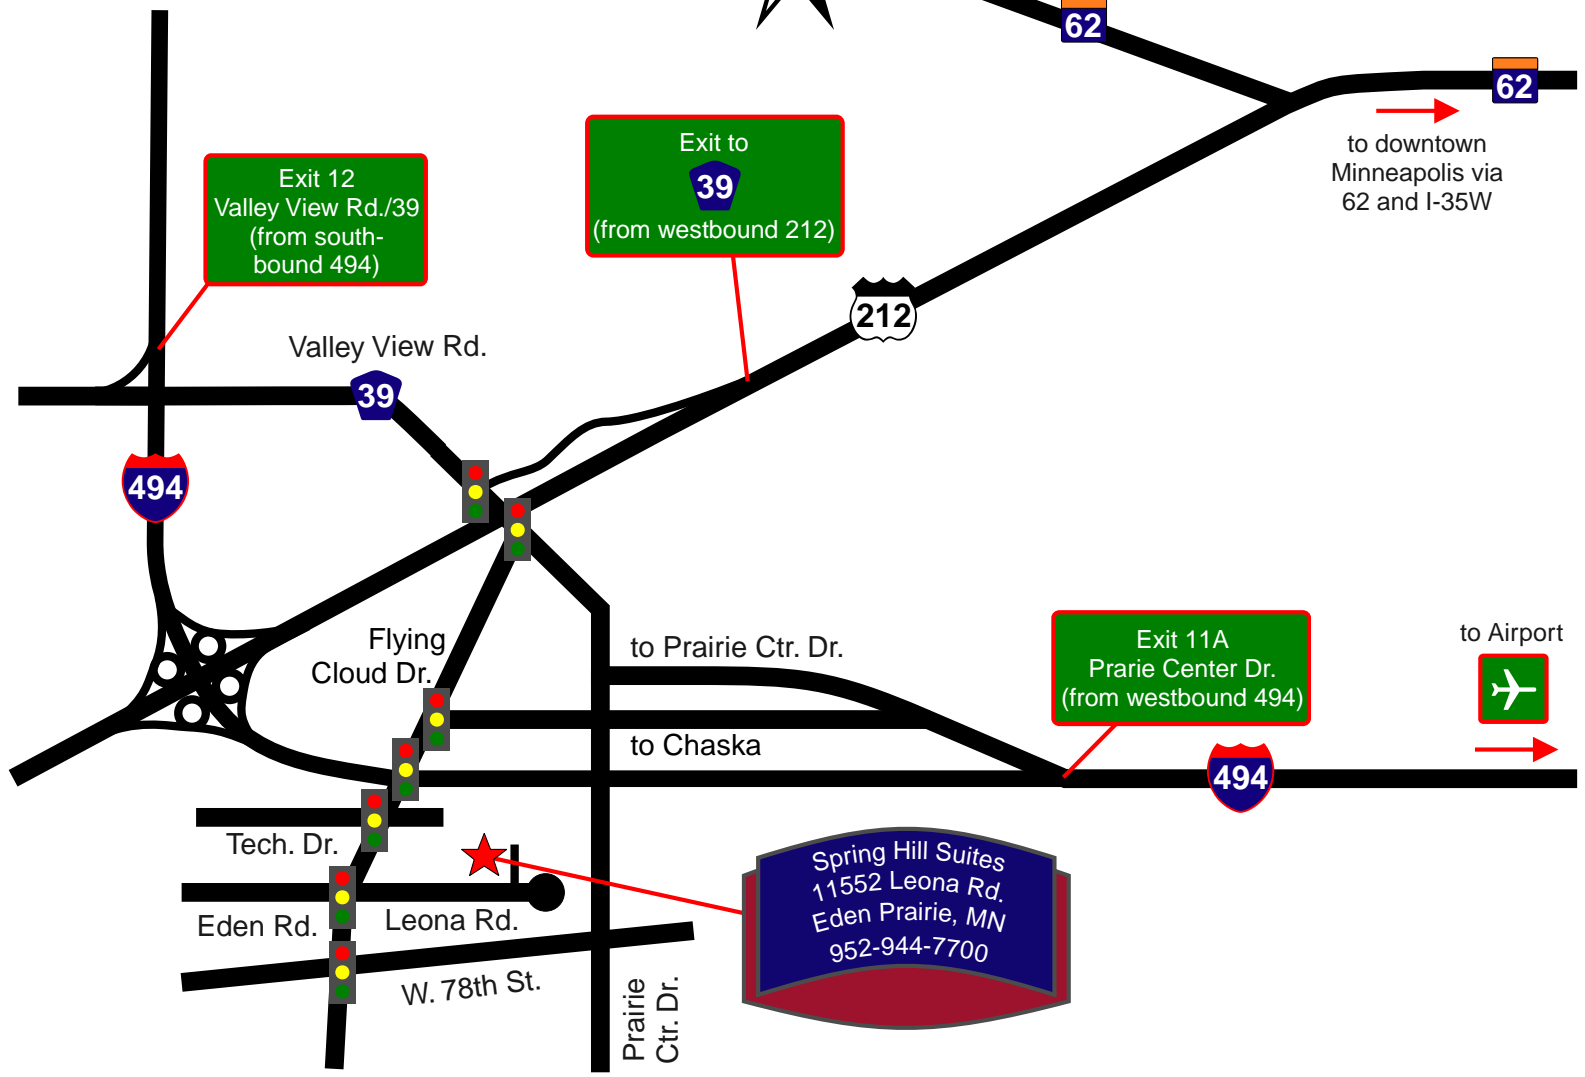 62
62
to downtown
Minneapolis via
62 and I-35W
Exit to
39
(from westbound 212)
Exit 12
Valley View Rd./39
(from south-
bound 494)
212
Valley View Rd.
39
494
Flying
Cloud Dr.
to Prairie Ctr. Dr.
Exit 11A
Prarie Center Dr.
(from westbound 494)
to Airport
to Chaska
494
Tech. Dr.
Spring Hill Suites
11552 Leona Rd.
Eden Prairie, MN
952-944-7700
Eden Rd.
Leona Rd.
W. 78th St.
Prairie
Ctr. Dr.